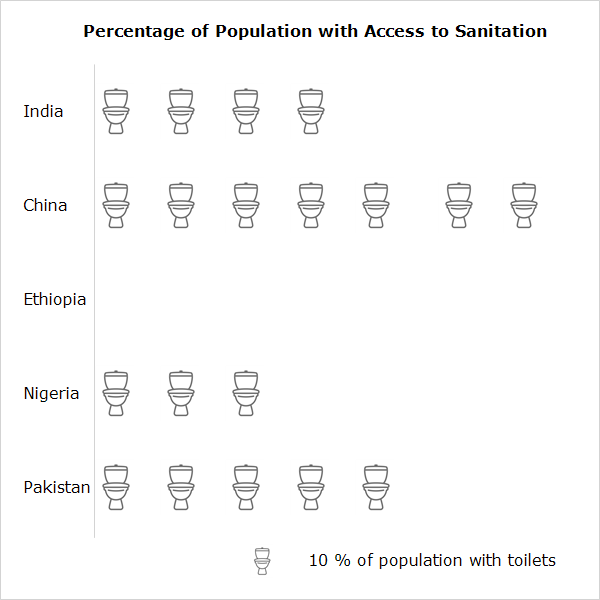 Percentage of Population with Access to Sanitation
India
China
Ethiopia
Nigeria
Pakistan
10 % of population with toilets